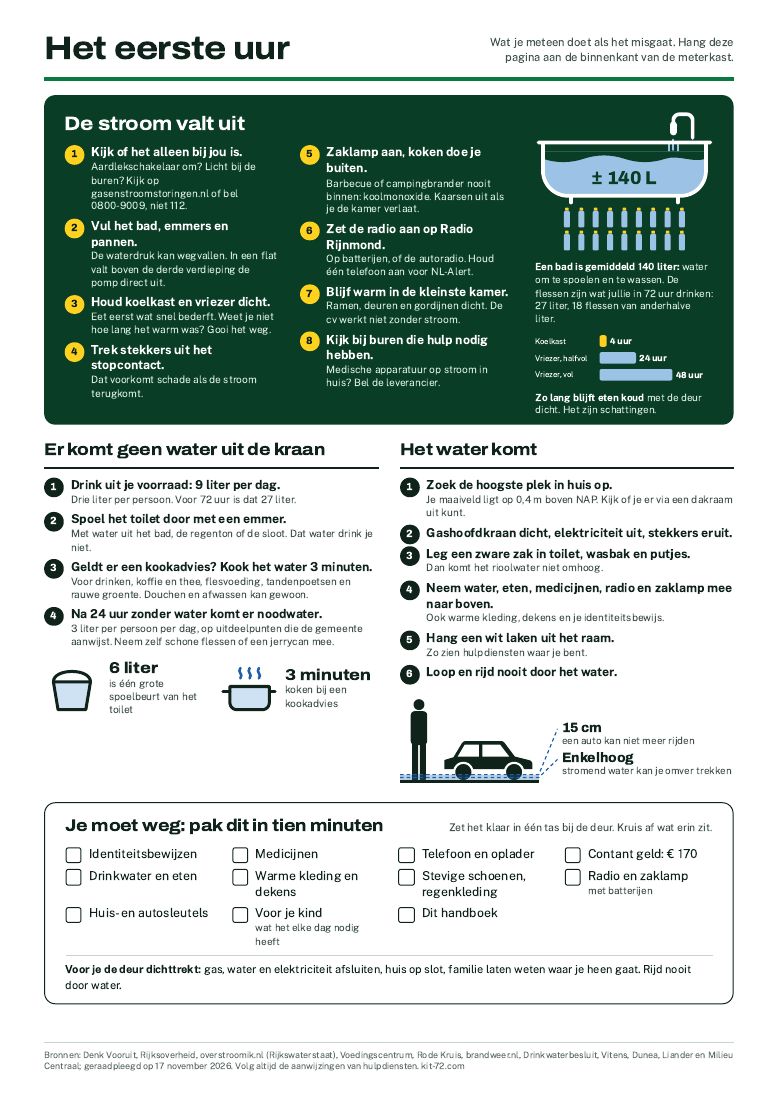 Het eerste uur
Wat je meteen doet als het misgaat. Hang deze
pagina aan de binnenkant van de meterkast.
De stroom valt uit
1 Kijk of het alleen bij jou is.
Aardlekschakelaar om? Licht bij de
buren? Kijk op
gasenstroomstoringen.nl of bel
0800-9009, niet 112.
2 Vul het bad, emmers en
pannen.
De waterdruk kan wegvallen. In een flat
valt boven de derde verdieping de
pomp direct uit.
3 Houd koelkast en vriezer dicht.
Eet eerst wat snel bederft. Weet je niet
hoe lang het warm was? Gooi het weg.
4 Trek stekkers uit het
stopcontact.
Dat voorkomt schade als de stroom
terugkomt.
5 Zaklamp aan, koken doe je
buiten.
Barbecue of campingbrander nooit
binnen: koolmonoxide. Kaarsen uit als
je de kamer verlaat.
6 Zet de radio aan op Radio
Rijnmond.
Op batterijen, of de autoradio. Houd
één telefoon aan voor NL-Alert.
7 Blijf warm in de kleinste kamer.
Ramen, deuren en gordijnen dicht. De
cv werkt niet zonder stroom.
8 Kijk bij buren die hulp nodig
hebben.
Medische apparatuur op stroom in
huis? Bel de leverancier.
± 140 L
Een bad is gemiddeld 140 liter: water
om te spoelen en te wassen. De
flessen zijn wat jullie in 72 uur drinken:
27 liter, 18 flessen van anderhalve
liter.
Koelkast 4 uur
Vriezer, halfvol 24 uur
Vriezer, vol 48 uur
Zo lang blijft eten koud met de deur
dicht. Het zijn schattingen.
Er komt geen water uit de kraan
1 Drink uit je voorraad: 9 liter per dag.
Drie liter per persoon. Voor 72 uur is dat 27 liter.
2 Spoel het toilet door met een emmer.
Met water uit het bad, de regenton of de sloot. Dat water drink je
niet.
3 Geldt er een kookadvies? Kook het water 3 minuten.
Voor drinken, koffie en thee, flesvoeding, tandenpoetsen en
rauwe groente. Douchen en afwassen kan gewoon.
4 Na 24 uur zonder water komt er noodwater.
3 liter per persoon per dag, op uitdeelpunten die de gemeente
aanwijst. Neem zelf schone flessen of een jerrycan mee.
6 liter
is één grote
spoelbeurt van het
toilet
3 minuten
koken bij een
kookadvies
Het water komt
1 Zoek de hoogste plek in huis op.
Je maaiveld ligt op 0,4 m boven NAP. Kijk of je er via een dakraam
uit kunt.
2 Gashoofdkraan dicht, elektriciteit uit, stekkers eruit.
3 Leg een zware zak in toilet, wasbak en putjes.
Dan komt het rioolwater niet omhoog.
4 Neem water, eten, medicijnen, radio en zaklamp mee
naar boven.
Ook warme kleding, dekens en je identiteitsbewijs.
5 Hang een wit laken uit het raam.
Zo zien hulpdiensten waar je bent.
6 Loop en rijd nooit door het water.
15 cm
een auto kan niet meer rijden
Enkelhoog
stromend water kan je omver trekken
Je moet weg: pak dit in tien minuten
Zet het klaar in één tas bij de deur. Kruis af wat erin zit.
Identiteitsbewijzen
Medicijnen
Telefoon en oplader
Contant geld: € 170
Drinkwater en eten
Warme kleding en
dekens
Stevige schoenen,
regenkleding
Radio en zaklamp
met batterijen
Huis- en autosleutels
Voor je kind
wat het elke dag nodig
heeft
Dit handboek
Voor je de deur dichttrekt: gas, water en elektriciteit afsluiten, huis op slot, familie laten weten waar je heen gaat. Rijd nooit
door water.
Bronnen: Denk Vooruit, Rijksoverheid, overstroomik.nl (Rijkswaterstaat), Voedingscentrum, Rode Kruis, brandweer.nl, Drinkwaterbesluit, Vitens, Dunea, Liander en Milieu
Centraal; geraadpleegd op 17 november 2026. Volg altijd de aanwijzingen van hulpdiensten. kit-72.com